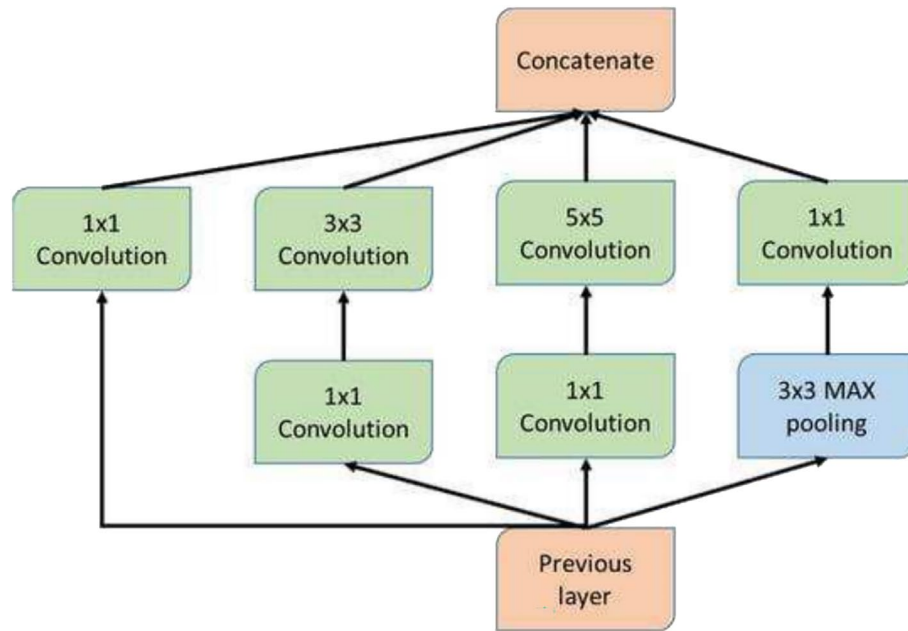 Concatenate
1x1
Convolution
3x3
Convolution
5x5
Convolution
1x1
Convolution
1x1
Convolution
1x1
Convolution
3x3 MAX
pooling
Previous
layer